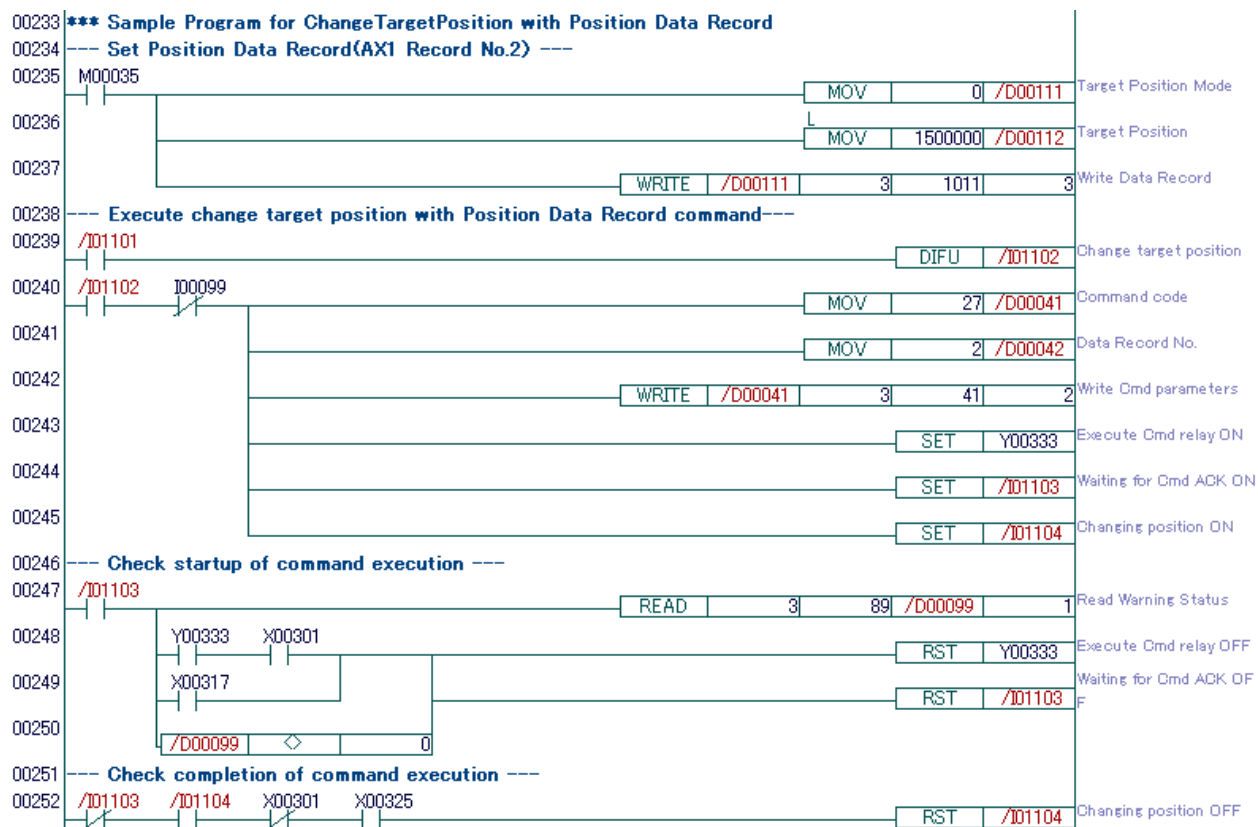 00233 *** Sample Program for ChangeTargetPosition with Position Data Record
00234 --- Set Position Data Record(AX1 Record No.2) ---
00235 M00035
MOV 0 /D00111 Target Position Mode
00236 L
MOV 1500000 /D00112 Target Position
00237 WRITE /D00111 3 1011 3 Write Data Record
00238 --- Execute change target position with Position Data Record command---
00239 /I01101
DIFU /I01102 Change target position
00240 /I01102 I00099
MOV 27 /D00041 Command code
00241 MOV 2 /D00042 Data Record No.
00242 WRITE /D00041 3 41 2 Write Cmd parameters
00243 SET Y00333 Execute Cmd relay ON
00244 SET /I01103 Waiting for Cmd ACK ON
00245 SET /I01104 Changing position ON
00246 --- Check startup of command execution ---
00247 /I01103
READ 3 89 /D00099 1 Read Warning Status
00248 Y00333 X00301
RST Y00333 Execute Cmd relay OFF
00249 X00317
RST /I01103 Waiting for Cmd ACK OF
F
00250 /D00099 <> 0
00251 --- Check completion of command execution ---
00252 /I01103 /I01104 X00301 X00325
RST /I01104 Changing position OFF